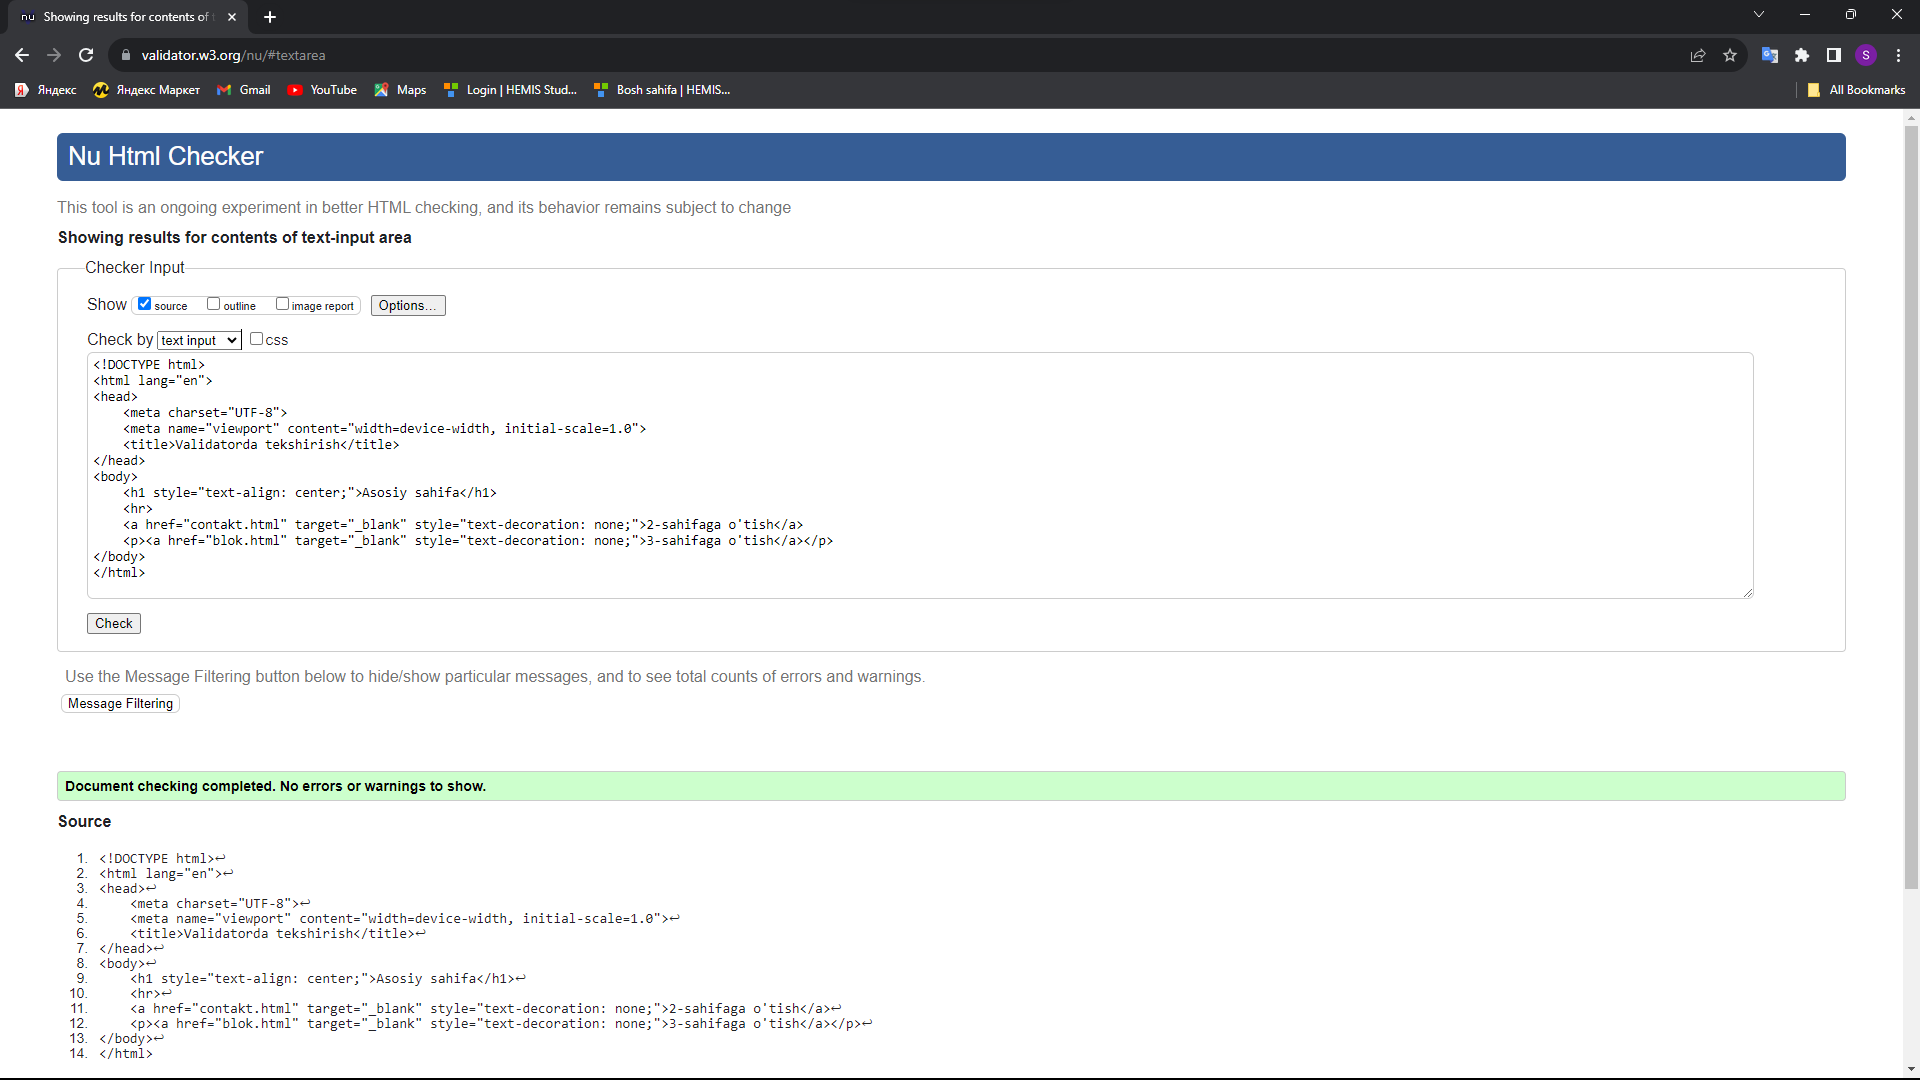 Showing results for contents of t
validator.w3.org/nu/#textarea
S
Яндекс
Яндекс Маркет
Gmail
YouTube
Maps
Login | HEMIS Stud...
Bosh sahifa | HEMIS...
All Bookmarks
Nu Html Checker
This tool is an ongoing experiment in better HTML checking, and its behavior remains subject to change
Showing results for contents of text-input area
Checker Input
Show source outline image report Options...
Check by text input css
<!DOCTYPE html>
<html lang="en">
<head>
    <meta charset="UTF-8">
    <meta name="viewport" content="width=device-width, initial-scale=1.0">
    <title>Validatorda tekshirish</title>
</head>
<body>
    <h1 style="text-align: center;">Asosiy sahifa</h1>
    <hr>
    <a href="contakt.html" target="_blank" style="text-decoration: none;">2-sahifaga o'tish</a>
    <p><a href="blok.html" target="_blank" style="text-decoration: none;">3-sahifaga o'tish</a></p>
</body>
</html>
Check
Use the Message Filtering button below to hide/show particular messages, and to see total counts of errors and warnings.
Message Filtering
Document checking completed. No errors or warnings to show.
Source
1. <!DOCTYPE html>↩
2. <html lang="en">↩
3. <head>↩
4.     <meta charset="UTF-8">↩
5.     <meta name="viewport" content="width=device-width, initial-scale=1.0">↩
6.     <title>Validatorda tekshirish</title>↩
7. </head>↩
8. <body>↩
9.     <h1 style="text-align: center;">Asosiy sahifa</h1>↩
10.     <hr>↩
11.     <a href="contakt.html" target="_blank" style="text-decoration: none;">2-sahifaga o'tish</a>↩
12.     <p><a href="blok.html" target="_blank" style="text-decoration: none;">3-sahifaga o'tish</a></p>↩
13. </body>↩
14. </html>